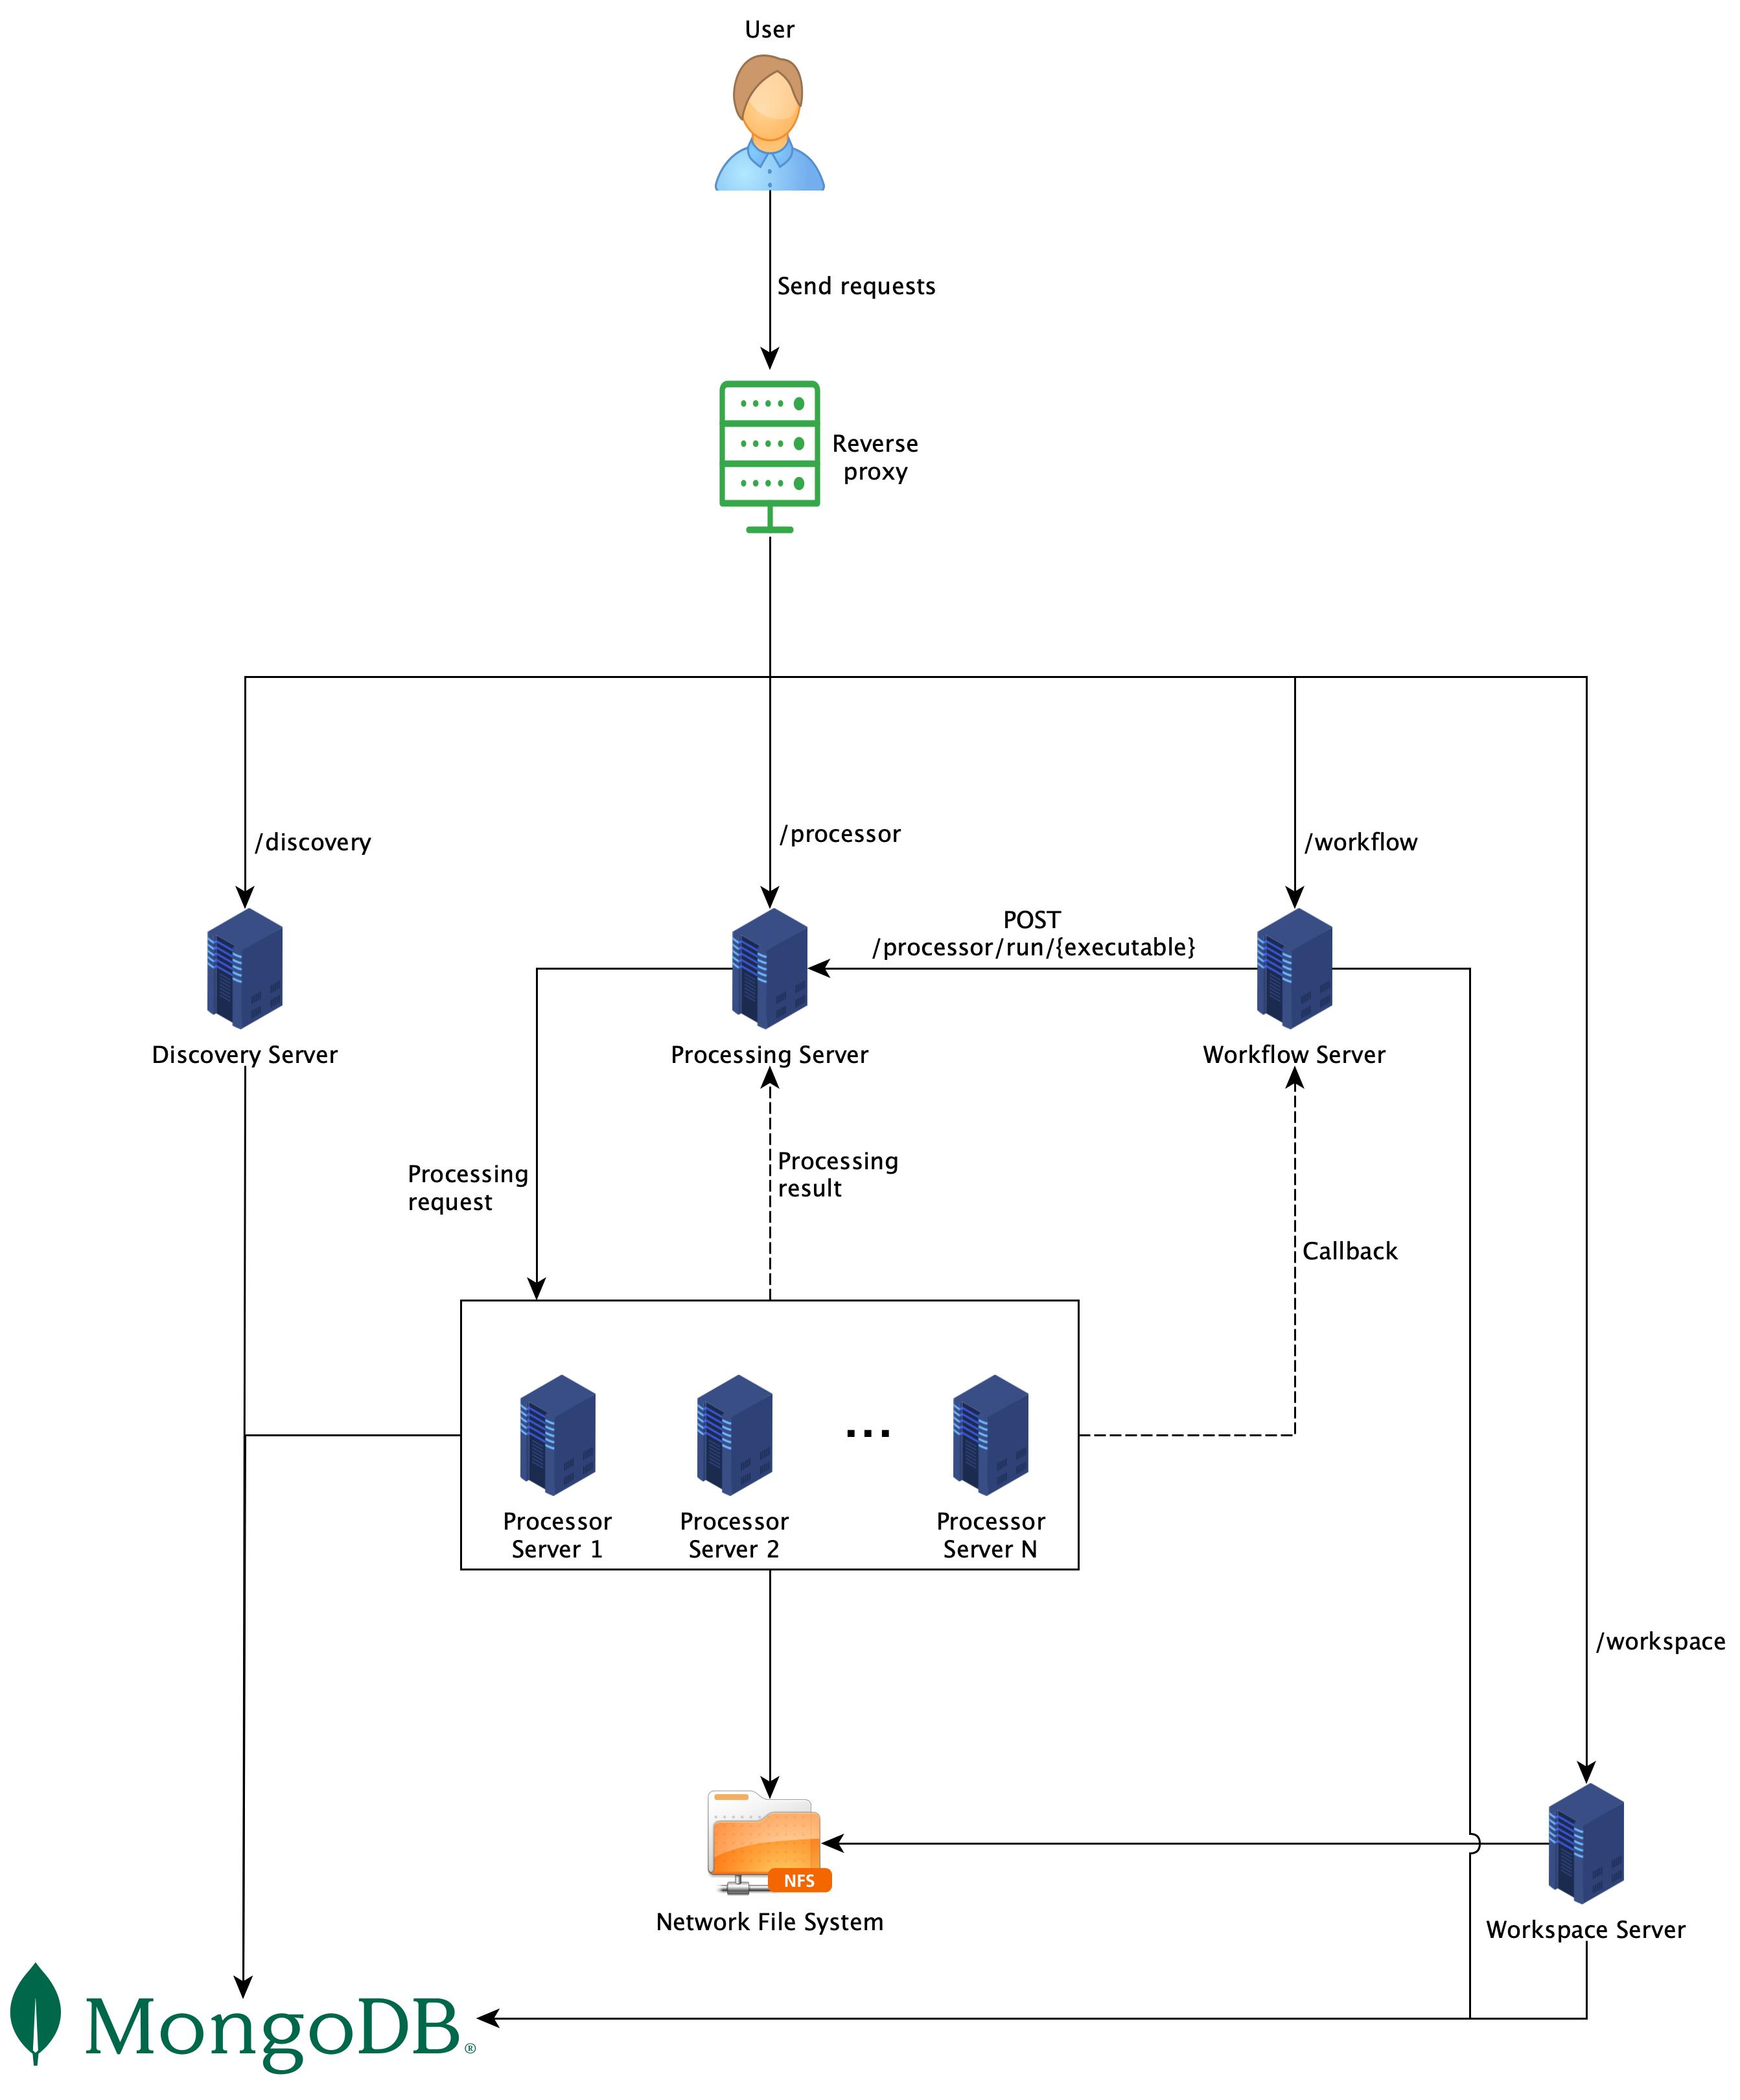 User
Send requests
Reverse
proxy
/discovery
/processor
/workflow
POST
/processor/run/{executable}
Discovery Server
Processing Server
Workflow Server
Processing
request
Processing
result
Callback
...
Processor
Server 1
Processor
Server 2
Processor
Server N
/workspace
NFS
Network File System
Workspace Server
MongoDB®